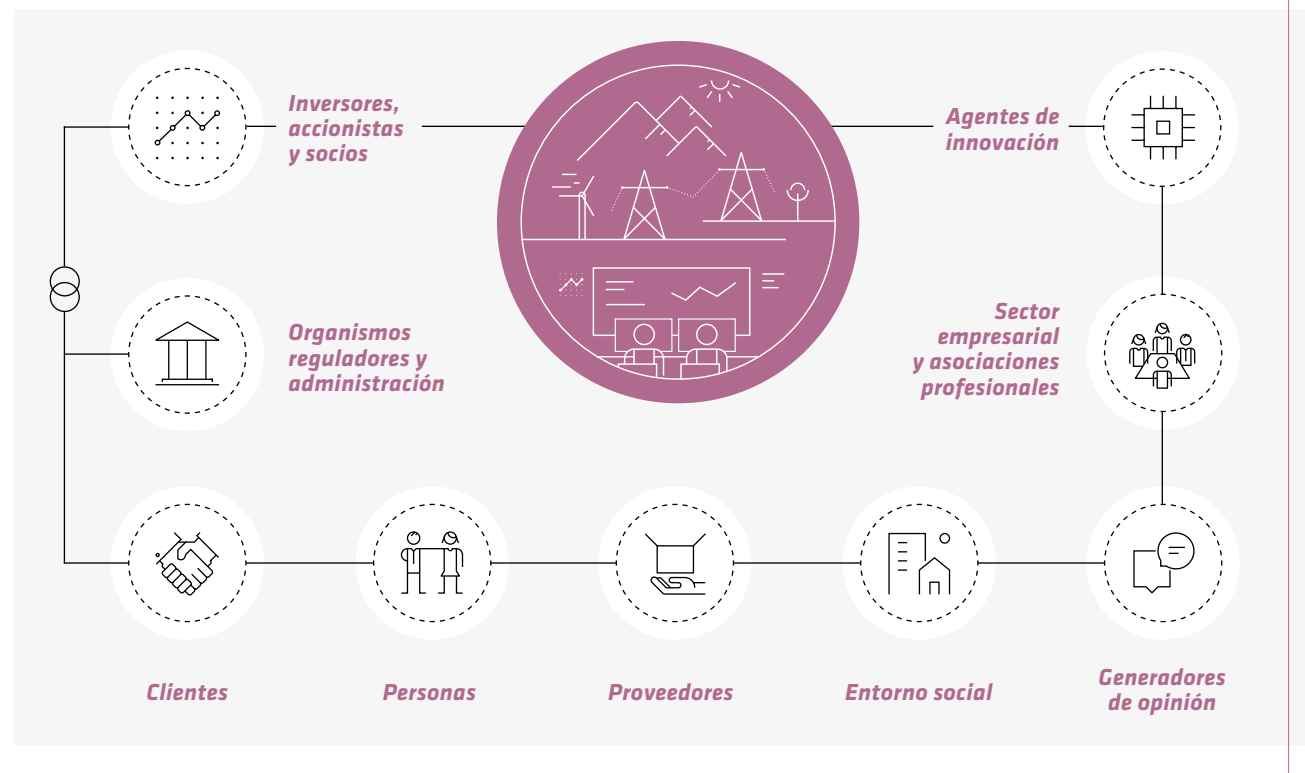 Inversores,
accionistas
y socios
Agentes de
innovación
Organismos
reguladores y
administración
Sector
empresarial
y asociaciones
profesionales
Clientes
Personas
Proveedores
Entorno social
Generadores
de opinión